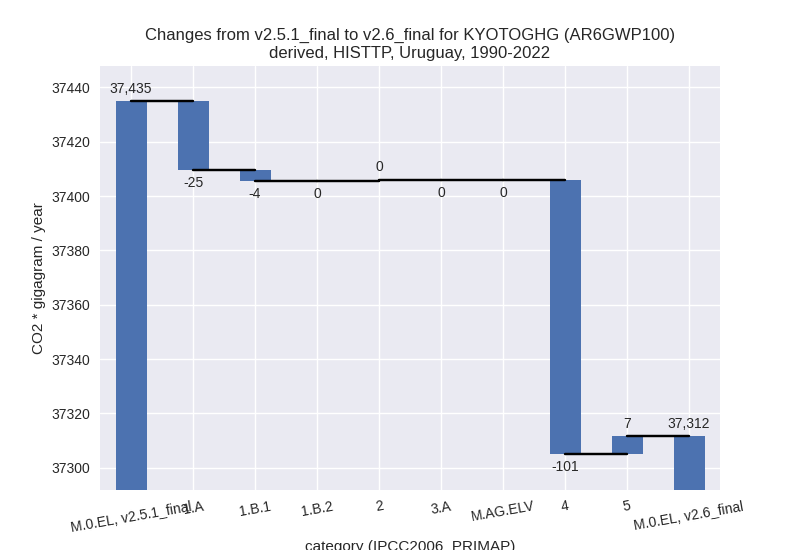 Changes from v2.5.1_final to v2.6_final for KYOTOGHG (AR6GWP100)
derived, HISTTP, Uruguay, 1990-2022
CO2 * gigagram / year
37440
37420
37400
37380
37360
37340
37320
37300
37,435
-25
-4
0
0
0
0
-101
7
37,312
M.0.EL, v2.5.1_final
1.A
1.B.1
1.B.2
2
3.A
M.AG.ELV
4
5
M.0.EL, v2.6_final
category (IPCC2006_PRIMAP)